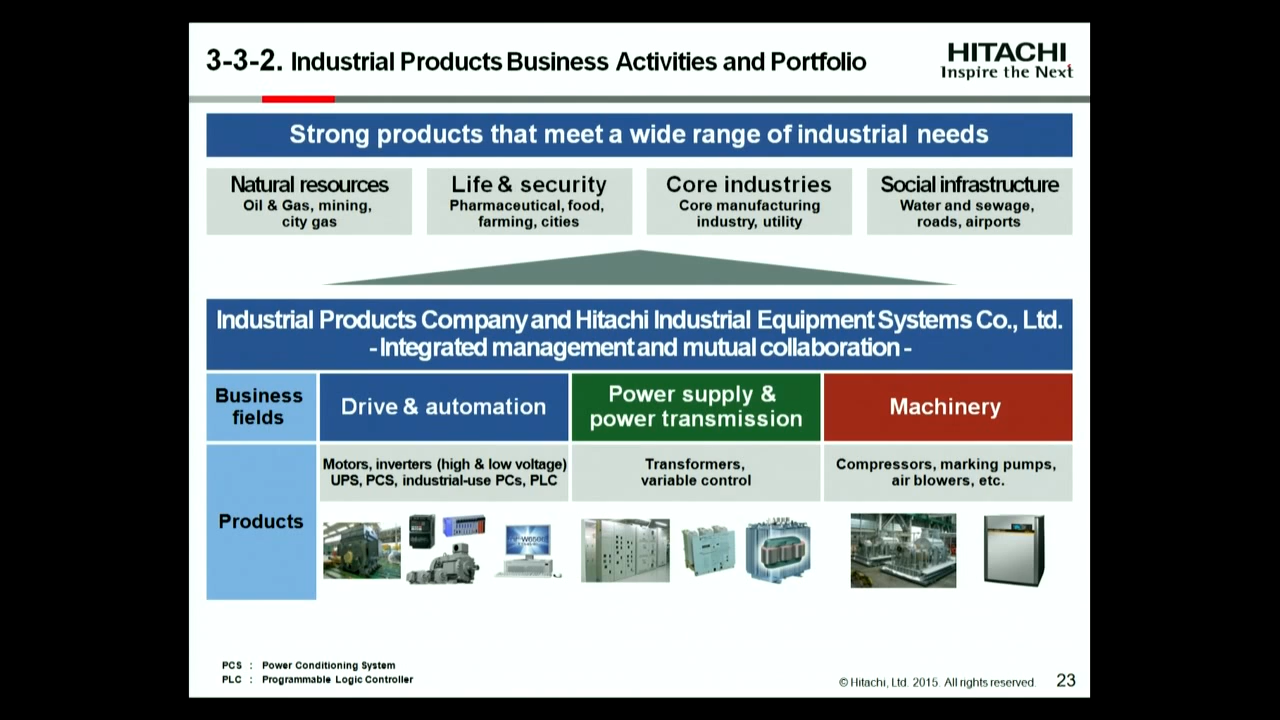 3-3-2. Industrial Products Business Activities and Portfolio
HITACHI
Inspire the Next
Strong products that meet a wide range of industrial needs
Natural resources
Oil & Gas, mining,
city gas
Life & security
Pharmaceutical, food,
farming, cities
Core industries
Core manufacturing
industry, utility
Social infrastructure
Water and sewage,
roads, airports
Industrial Products Company and Hitachi Industrial Equipment Systems Co., Ltd.
- Integrated management and mutual collaboration -
Business
fields
Drive & automation
Power supply &
power transmission
Machinery
Products
Motors, inverters (high & low voltage)
UPS, PCS, industrial-use PCs, PLC
Transformers,
variable control
Compressors, marking pumps,
air blowers, etc.
PCS : Power Conditioning System
PLC : Programmable Logic Controller
© Hitachi, Ltd. 2015. All rights reserved.
23